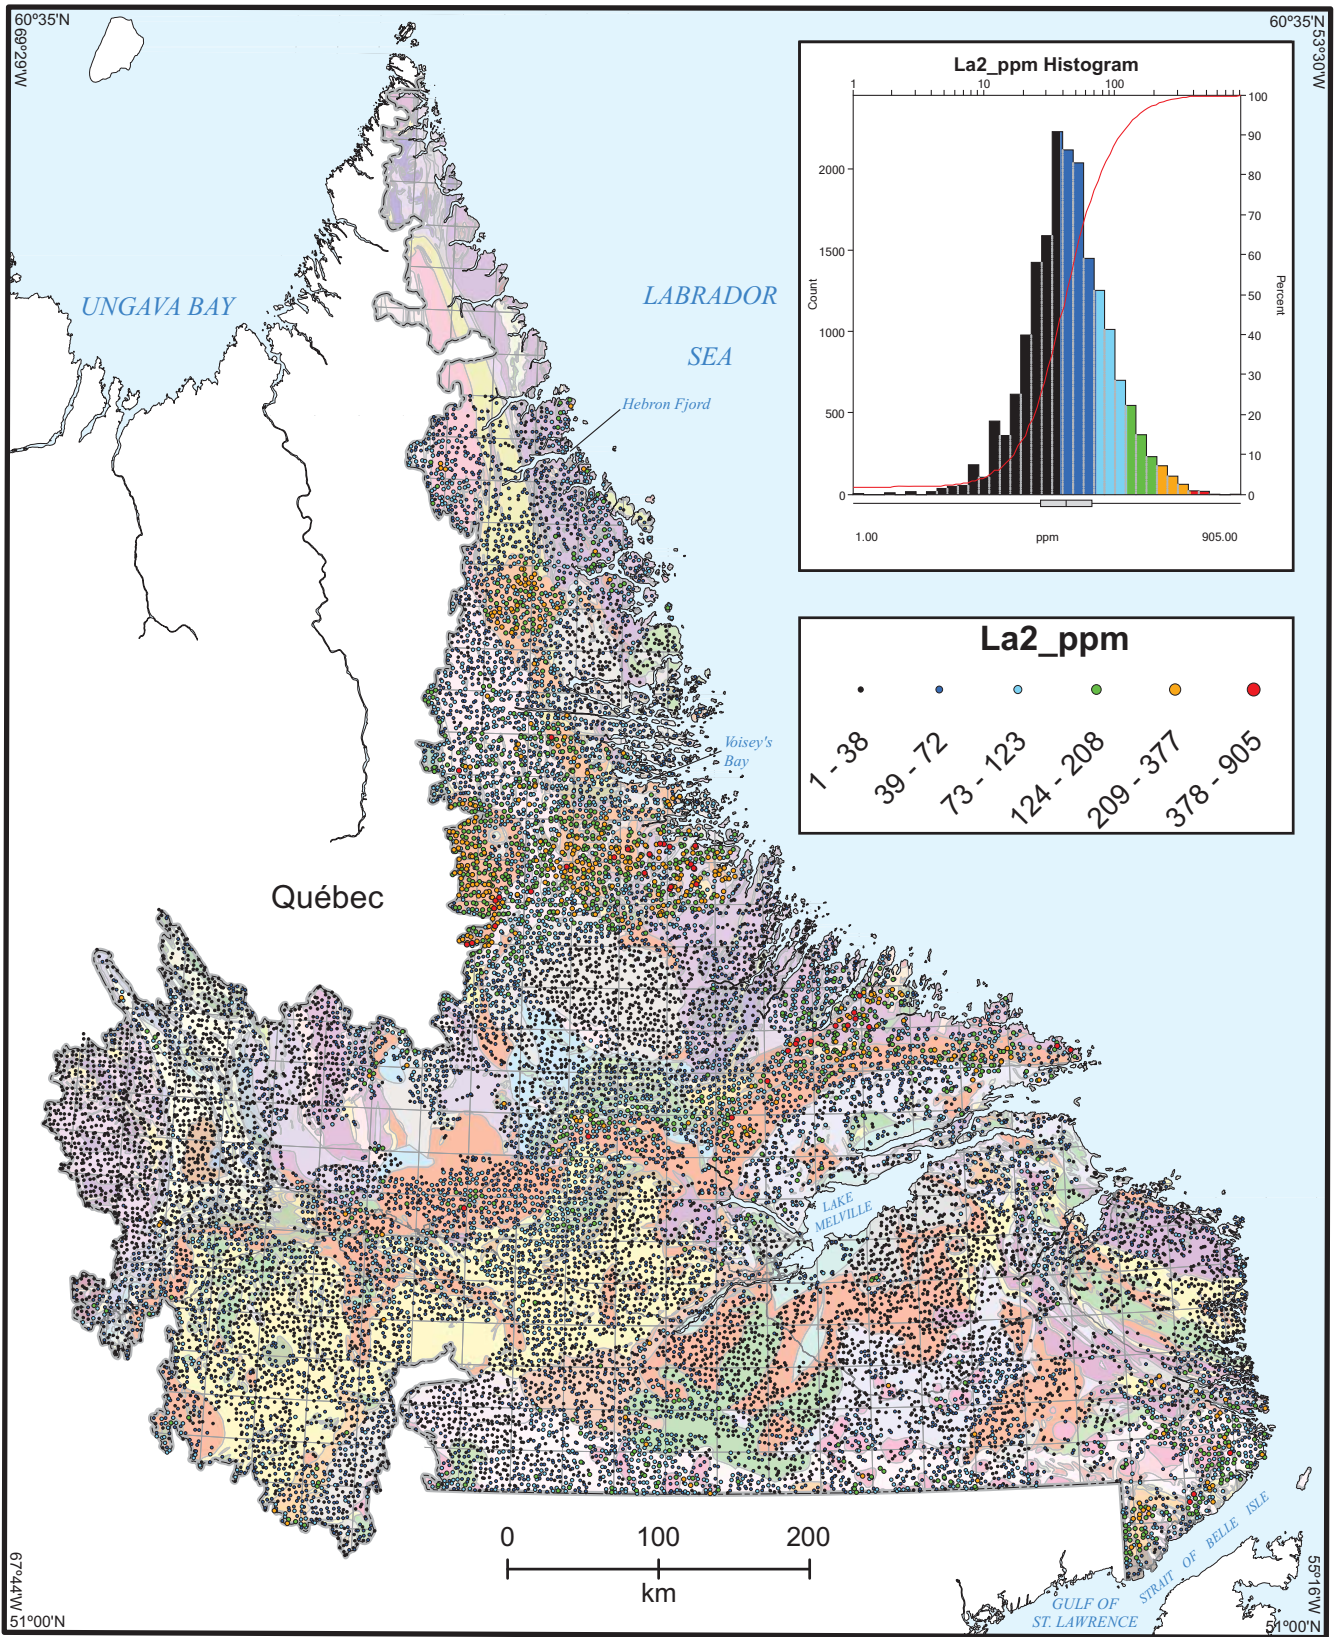 60°35'N
69°29'W
60°35'N
53°30'W
La2_ppm Histogram
1
10
100
100
90
80
70
60
50
40
30
20
10
0
2000
1500
1000
500
0
Count
Percent
1.00
ppm
905.00
UNGAVA BAY
LABRADOR
SEA
Hebron Fjord
La2_ppm
1 - 38
39 - 72
73 - 123
124 - 208
209 - 377
378 - 905
Voisey's
Bay
Québec
LAKE
MELVILLE
0
100
200
km
STRAIT OF BELLE ISLE
GULF OF
ST. LAWRENCE
67°44'W
51°00'N
55°16'W
51°00'N